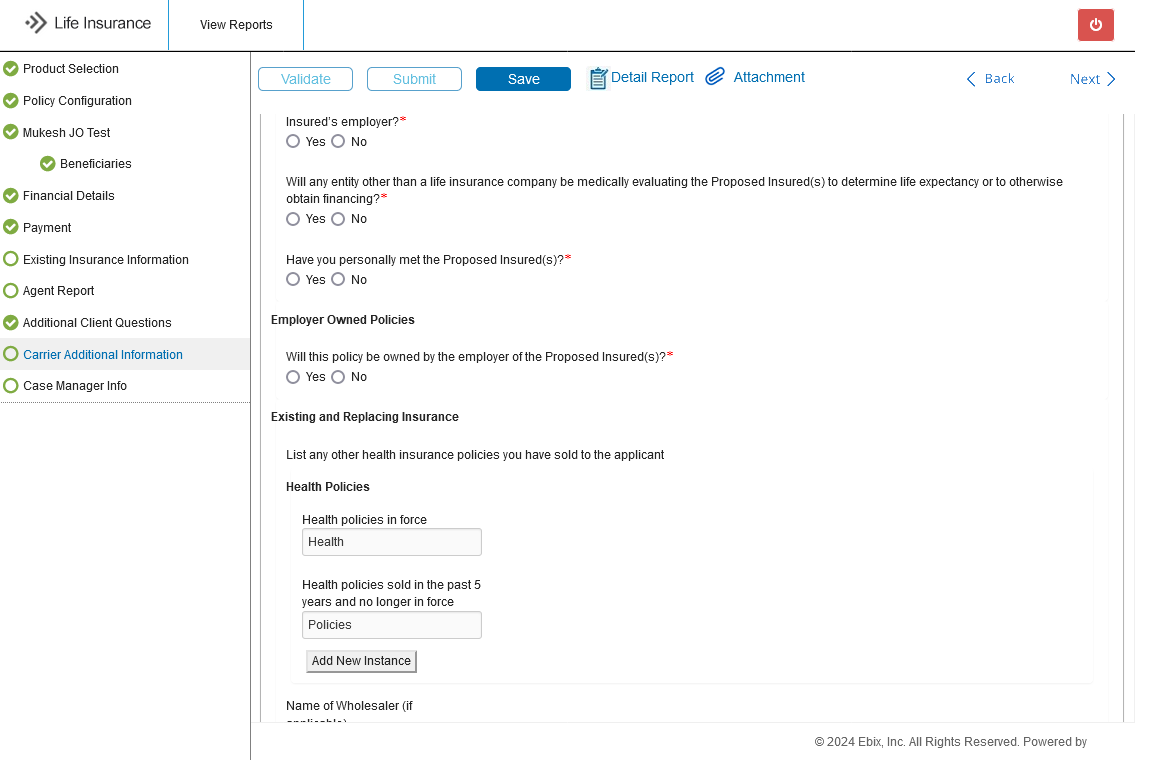 Life Insurance
View Reports
Product Selection
Policy Configuration
Mukesh JO Test
Beneficiaries
Financial Details
Payment
Existing Insurance Information
Agent Report
Additional Client Questions
Carrier Additional Information
Case Manager Info
Validate
Submit
Save
Detail Report
Attachment
Back
Next
Insured's employer?*
Yes No
Will any entity other than a life insurance company be medically evaluating the Proposed Insured(s) to determine life expectancy or to otherwise
obtain financing?*
Yes No
Have you personally met the Proposed Insured(s)?*
Yes No
Employer Owned Policies
Will this policy be owned by the employer of the Proposed Insured(s)?*
Yes No
Existing and Replacing Insurance
List any other health insurance policies you have sold to the applicant
Health Policies
Health policies in force
Health
Health policies sold in the past 5
years and no longer in force
Policies
Add New Instance
Name of Wholesaler (if
applicable)
© 2024 Ebix, Inc. All Rights Reserved. Powered by